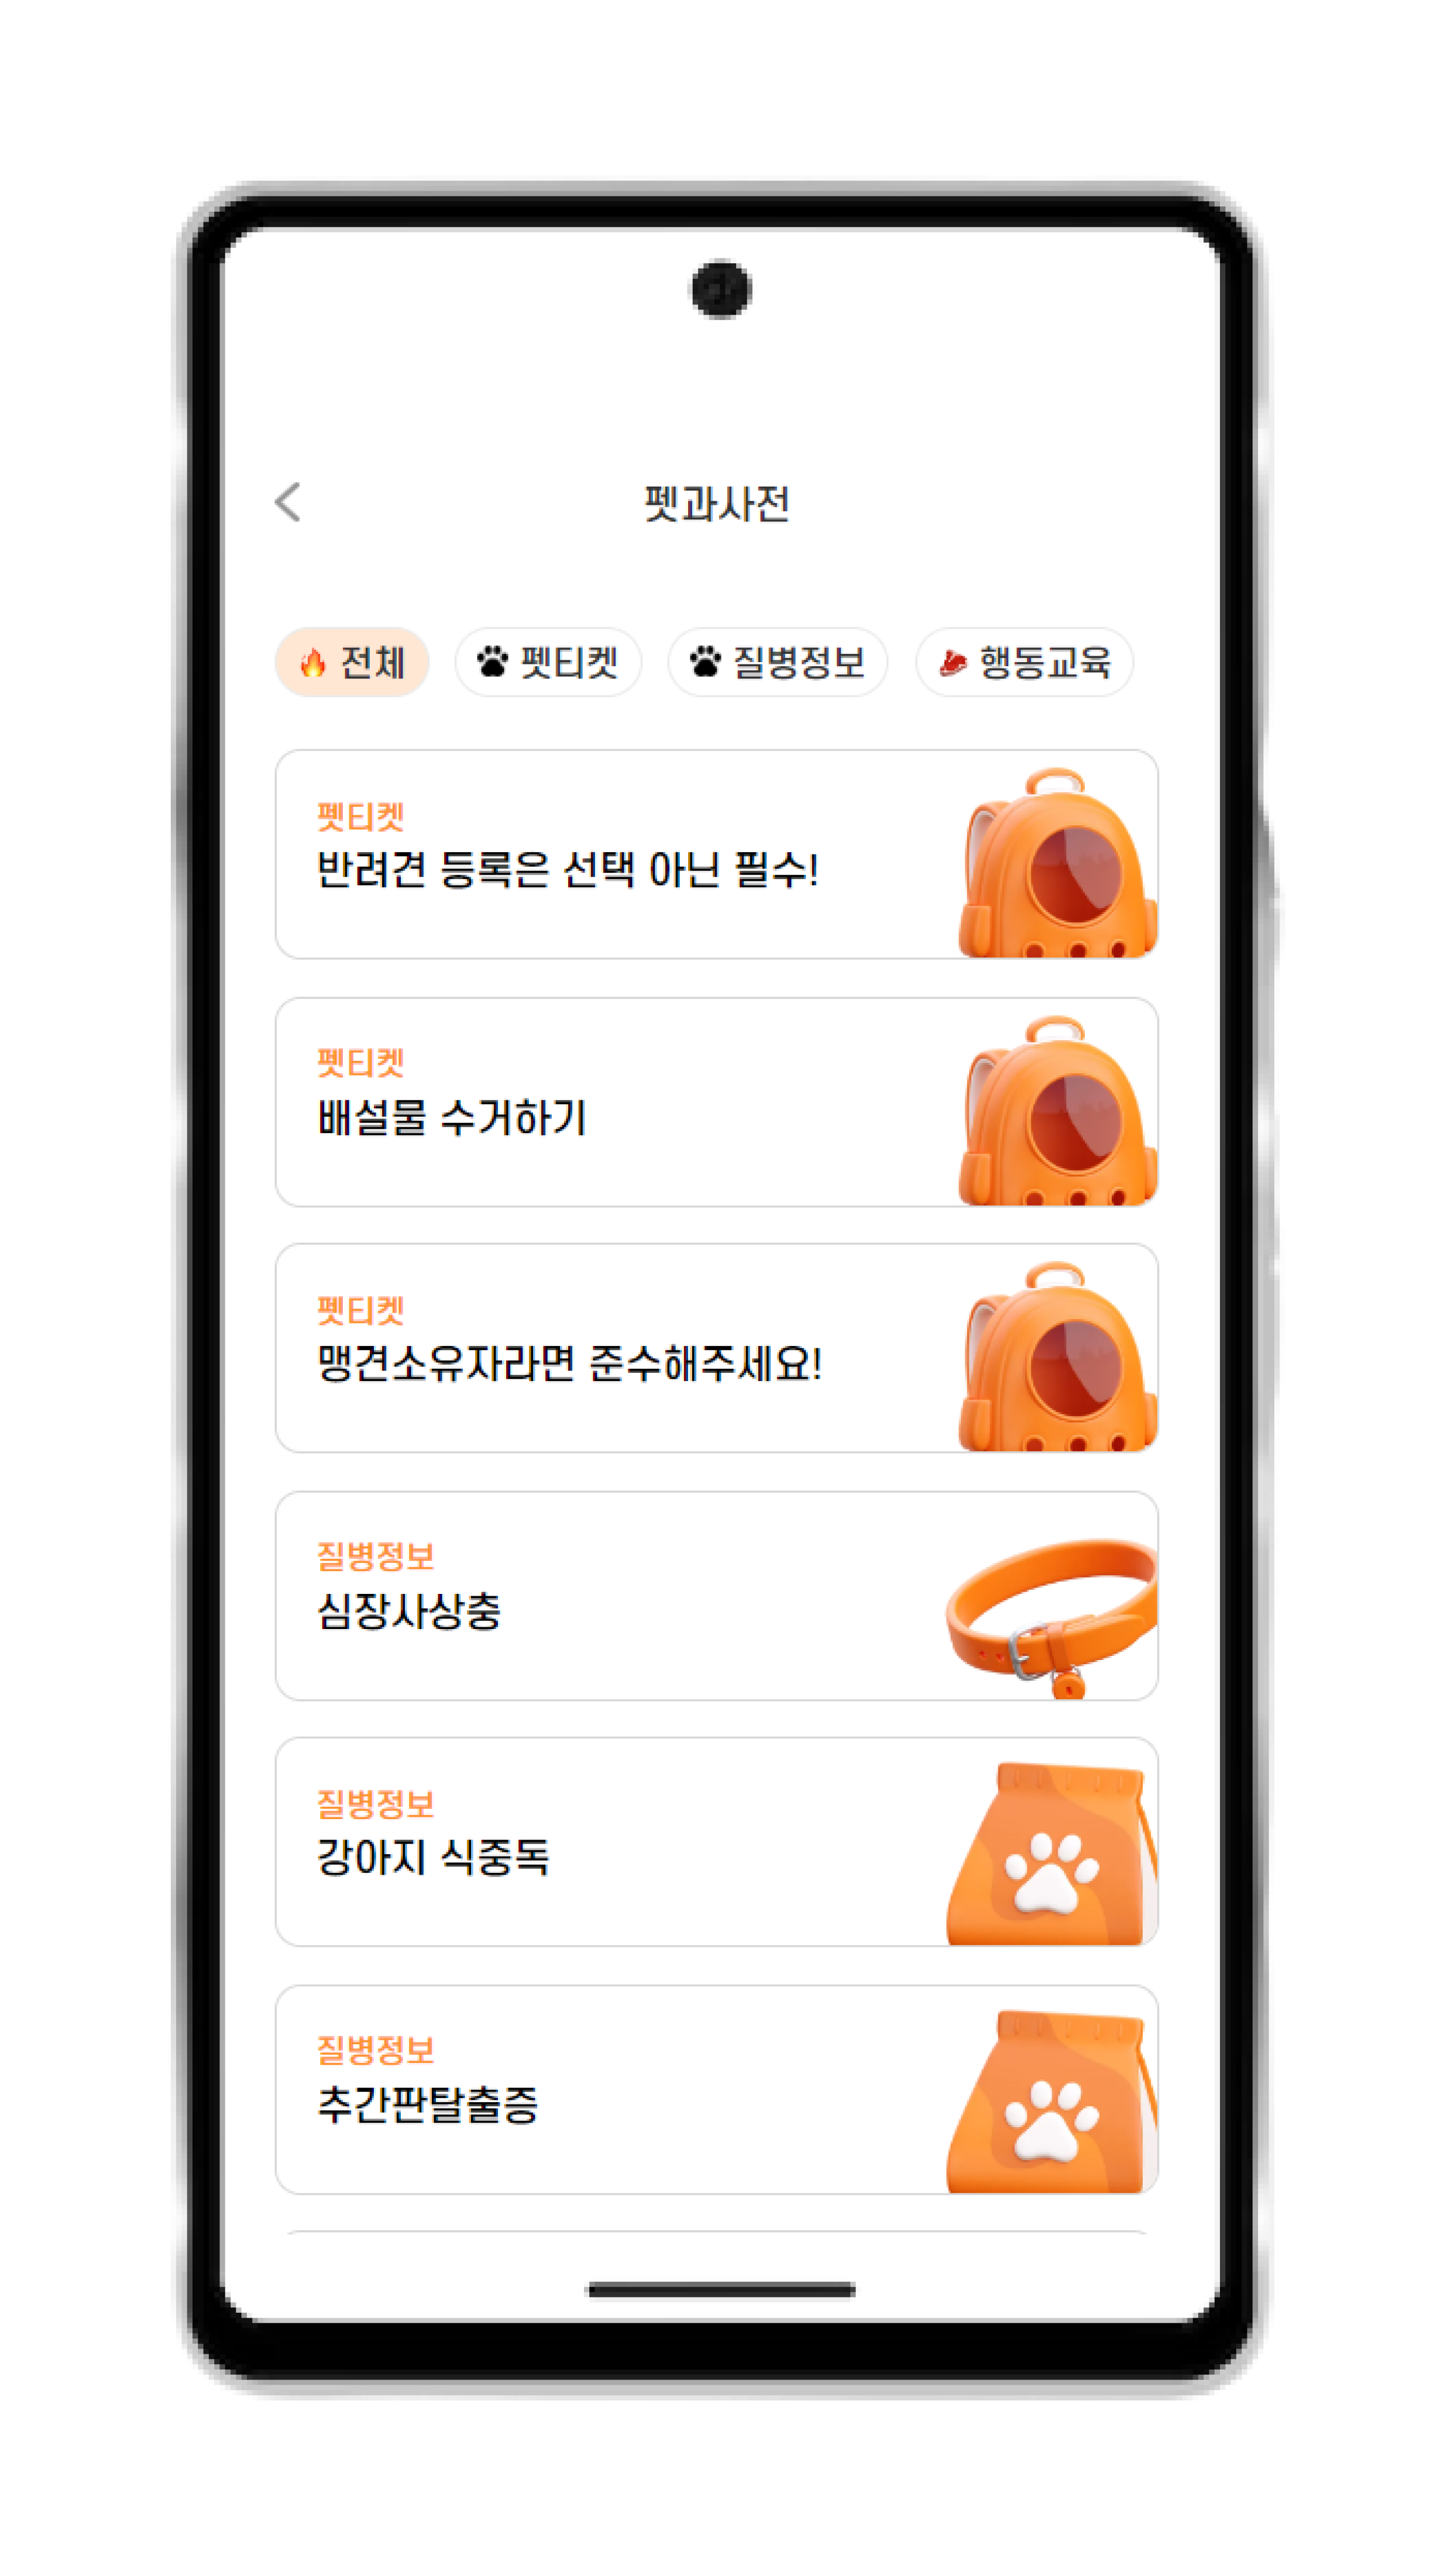 펫과사전
전체
펫티켓
질병정보
행동교육
펫티켓
반려견 등록은 선택 아닌 필수!
펫티켓
배설물 수거하기
펫티켓
맹견소유자라면 준수해주세요!
질병정보
심장사상충
질병정보
강아지 식중독
질병정보
추간판탈출증